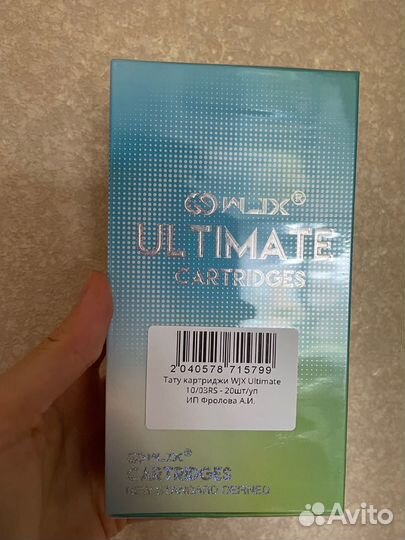 WJX®
ULTIMATE
CARTRIDGES
2 040578 715799
Тату картриджи WJX Ultimate
10/03RS - 20шт/уп
ИП Фролова А.И.
WJX®
CARTRIDGES
Avito